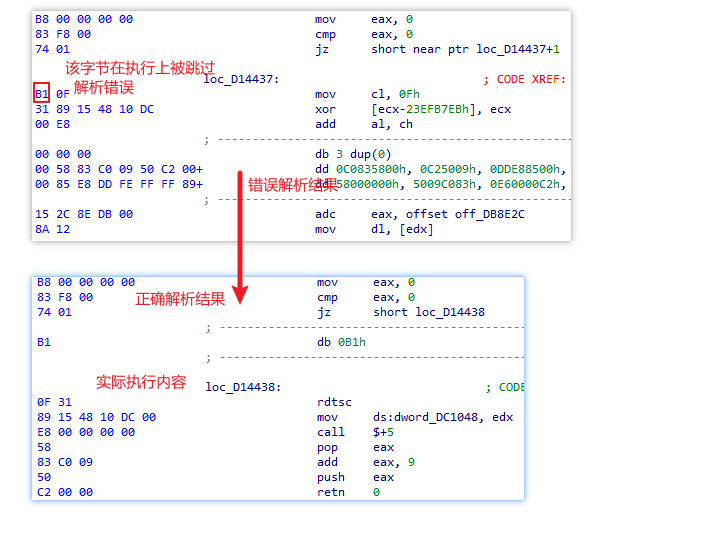 B8 00 00 00 00 mov eax, 0
83 F8 00 cmp eax, 0
74 01 jz short near ptr loc_D14437+1
该字节在执行上被跳过
解析错误
loc_D14437: ; CODE XREF:
B1 0F mov cl, 0Fh
31 89 15 48 10 DC xor [ecx-23EFB7EBh], ecx
00 E8 add al, ch
; ---------------------------------------------------
00 00 00 db 3 dup(0)
00 58 83 C0 09 50 C2 00+ dd 0C0835800h, 0C25009h, 0DDE88500h,
错误解析结果
00 85 E8 DD FE FF FF 89+ dd 58000000h, 5009C083h, 0E60000C2h,
; ---------------------------------------------------
15 2C 8E DB 00 adc eax, offset off_DB8E2C
8A 12 mov dl, [edx]
B8 00 00 00 00 mov eax, 0
83 F8 00 cmp eax, 0
正确解析结果
74 01 jz short loc_D14438
; ---------------------------------------------------
B1 db 0B1h
; ---------------------------------------------------
实际执行内容
loc_D14438: ; CODE
0F 31 rdtsc
89 15 48 10 DC 00 mov ds:dword_DC1048, edx
E8 00 00 00 00 call $+5
58 pop eax
83 C0 09 add eax, 9
50 push eax
C2 00 00 retn 0